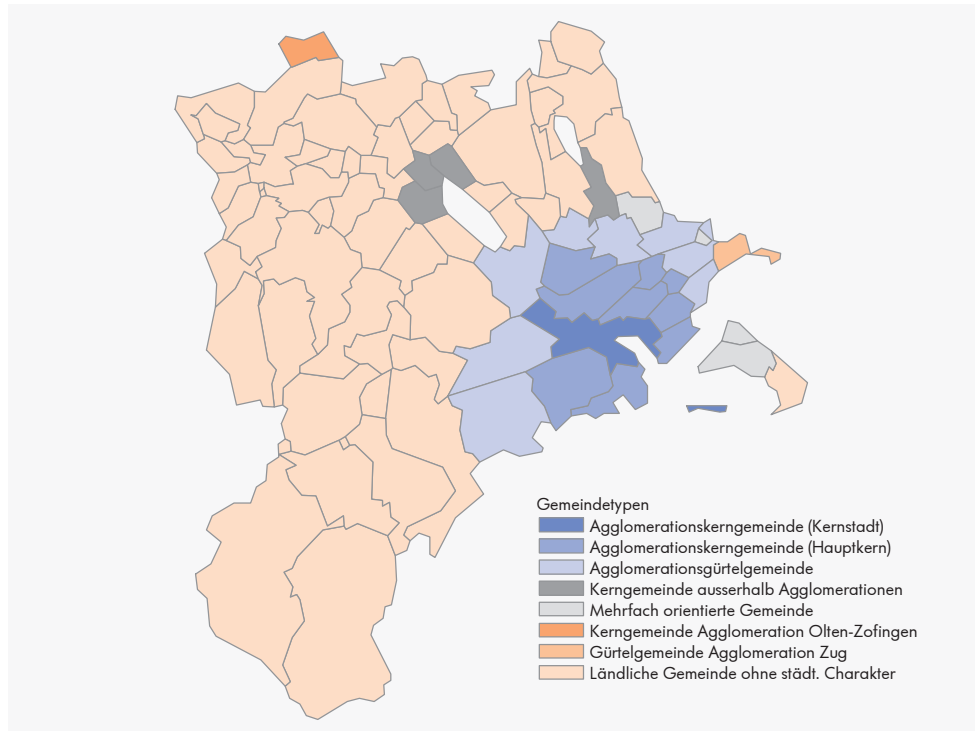 Gemeindetypen
Agglomerationskerngemeinde (Kernstadt)
Agglomerationskerngemeinde (Hauptkern)
Agglomerationsgürtelgemeinde
Kerngemeinde ausserhalb Agglomerationen
Mehrfach orientierte Gemeinde
Kerngemeinde Agglomeration Olten-Zofingen
Gürtelgemeinde Agglomeration Zug
Ländliche Gemeinde ohne städt. Charakter